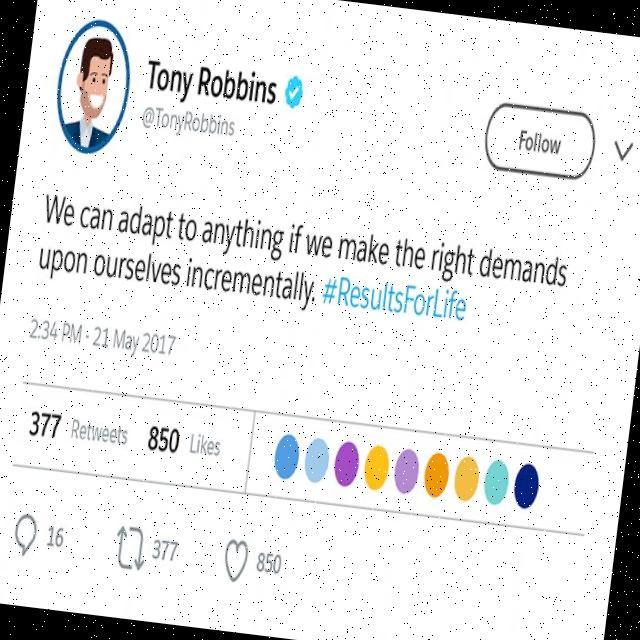 Tony Robbins
@TonyRobbins
Follow
We can adapt to anything if we make the right demands
upon ourselves incrementally. #ResultsForLife
2:34 PM - 21 May 2017
377 Retweets 850 Likes
16 377 850